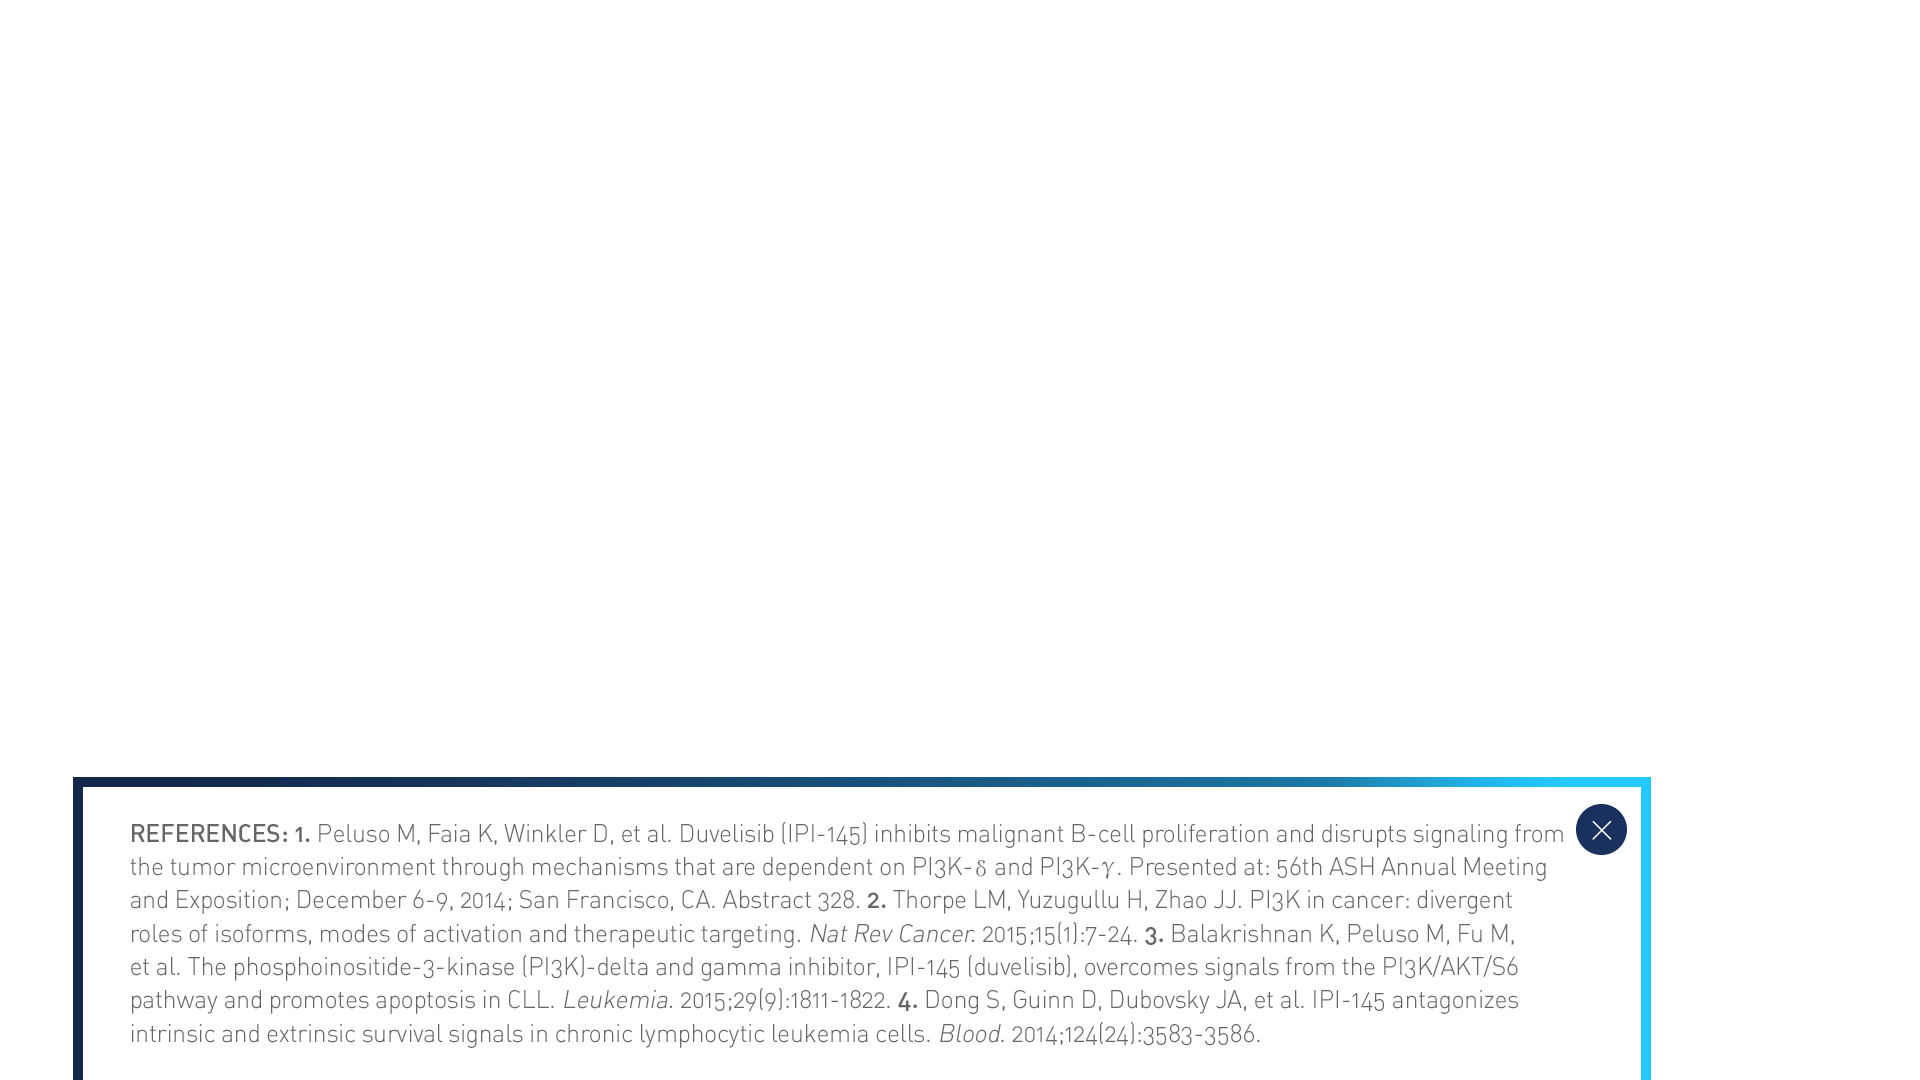 REFERENCES: 1. Peluso M, Faia K, Winkler D, et al. Duvelisib (IPI-145) inhibits malignant B-cell proliferation and disrupts signaling from
the tumor microenvironment through mechanisms that are dependent on PI3K-δ and PI3K-γ. Presented at: 56th ASH Annual Meeting
and Exposition; December 6-9, 2014; San Francisco, CA. Abstract 328. 2. Thorpe LM, Yuzugullu H, Zhao JJ. PI3K in cancer: divergent
roles of isoforms, modes of activation and therapeutic targeting. Nat Rev Cancer. 2015;15(1):7-24. 3. Balakrishnan K, Peluso M, Fu M,
et al. The phosphoinositide-3-kinase (PI3K)-delta and gamma inhibitor, IPI-145 (duvelisib), overcomes signals from the PI3K/AKT/S6
pathway and promotes apoptosis in CLL. Leukemia. 2015;29(9):1811-1822. 4. Dong S, Guinn D, Dubovsky JA, et al. IPI-145 antagonizes
intrinsic and extrinsic survival signals in chronic lymphocytic leukemia cells. Blood. 2014;124(24):3583-3586.